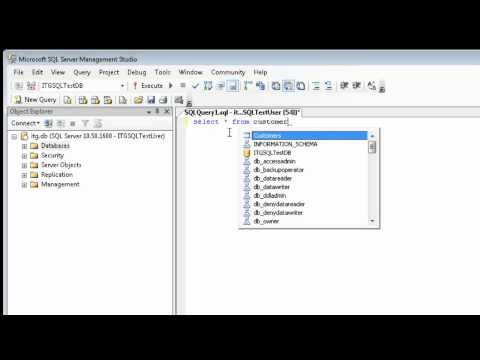 Microsoft SQL Server Management Studio
File Edit View Query Project Debug Tools Window Community Help
ITGSQLTestDB Execute
New Query
Object Explorer
Connect
itg.db (SQL Server 10.50.1600 - ITGSQLTestUser)
Databases
Security
Server Objects
Replication
Management
SQLQuery1.sql - it...SQLTestUser (54))*
select * from customer
Customers
INFORMATION_SCHEMA
ITGSQLTestDB
db_accessadmin
db_backupoperator
db_datareader
db_datawriter
db_ddladmin
db_denydatareader
db_denydatawriter
db_owner